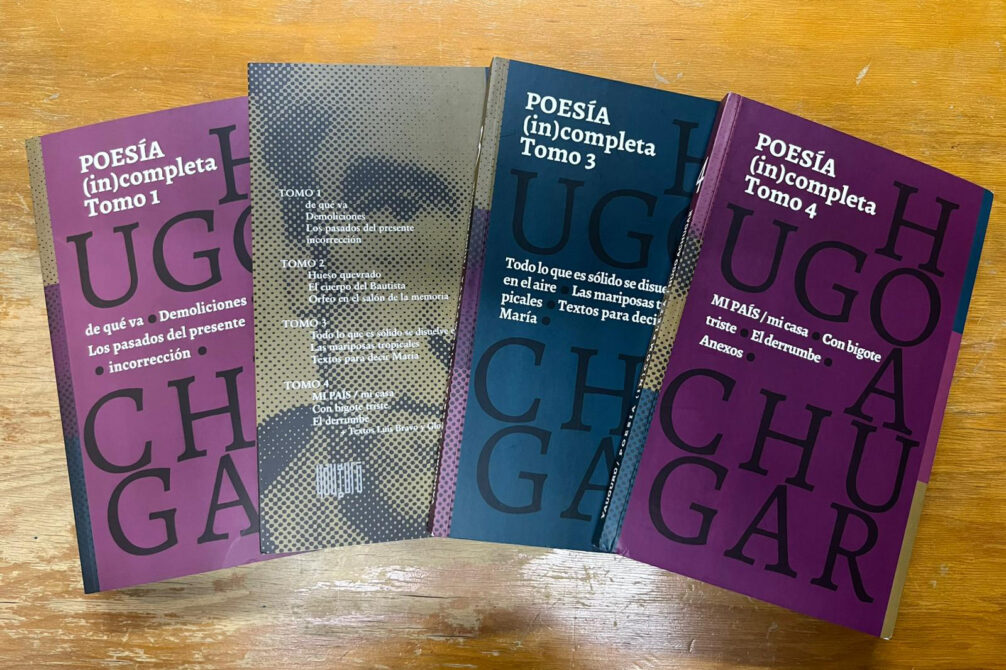 POESÍA
(in)completa
Tomo 1
H
UGO
de qué va • Demoliciones
Los pasados del presente
• incorrección •
CH
GA
TOMO 1
de qué va
Demoliciones
Los pasados del presente
incorrección
TOMO 2
Hueso quevrado
El cuerpo del Bautista
Orfeo en el salón de la memoria
TOMO 3
Todo lo que es sólido se disuelve e
Las mariposas tropicales
Textos para decir María
TOMO 4
MI PAÍS / mi casa
Con bigote triste
El derrumbe
Textos Luis Bravo y Glo
POESÍA
(in)completa
Tomo 3
H
UGO
Todo lo que es sólido se disue
en el aire • Las mariposas t
picales • Textos para deci
María •
CH
GA
POESÍA
(in)completa
Tomo 4
H
UGO
MI PAÍS / mi casa • Con bigote
triste • El derrumbe •
Anexos •
A
CHU
GAR